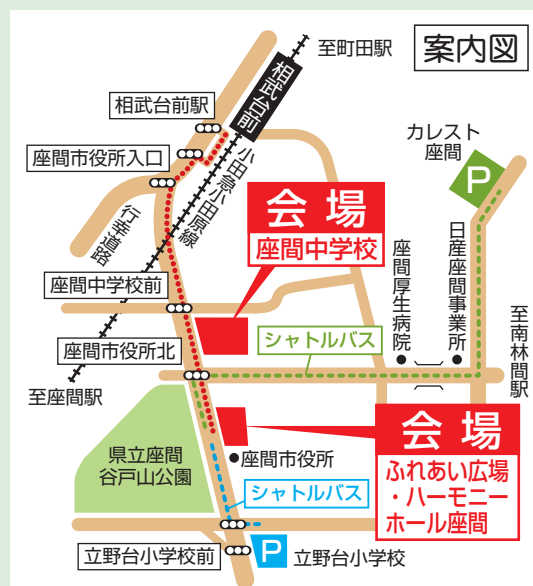 案内図
至町田駅
相武台前
相武台前駅
カレスト
座間
P
座間市役所入口
小田急小田原線
行幸道路
会場
座間中学校
座間厚生病院
日産座間事業所
至南林間駅
座間中学校前
シャトルバス
座間市役所北
至座間駅
会場
ふれあい広場
・ハーモニー
ホール座間
県立座間
谷戸山公園
座間市役所
シャトルバス
P
立野台小学校前
立野台小学校